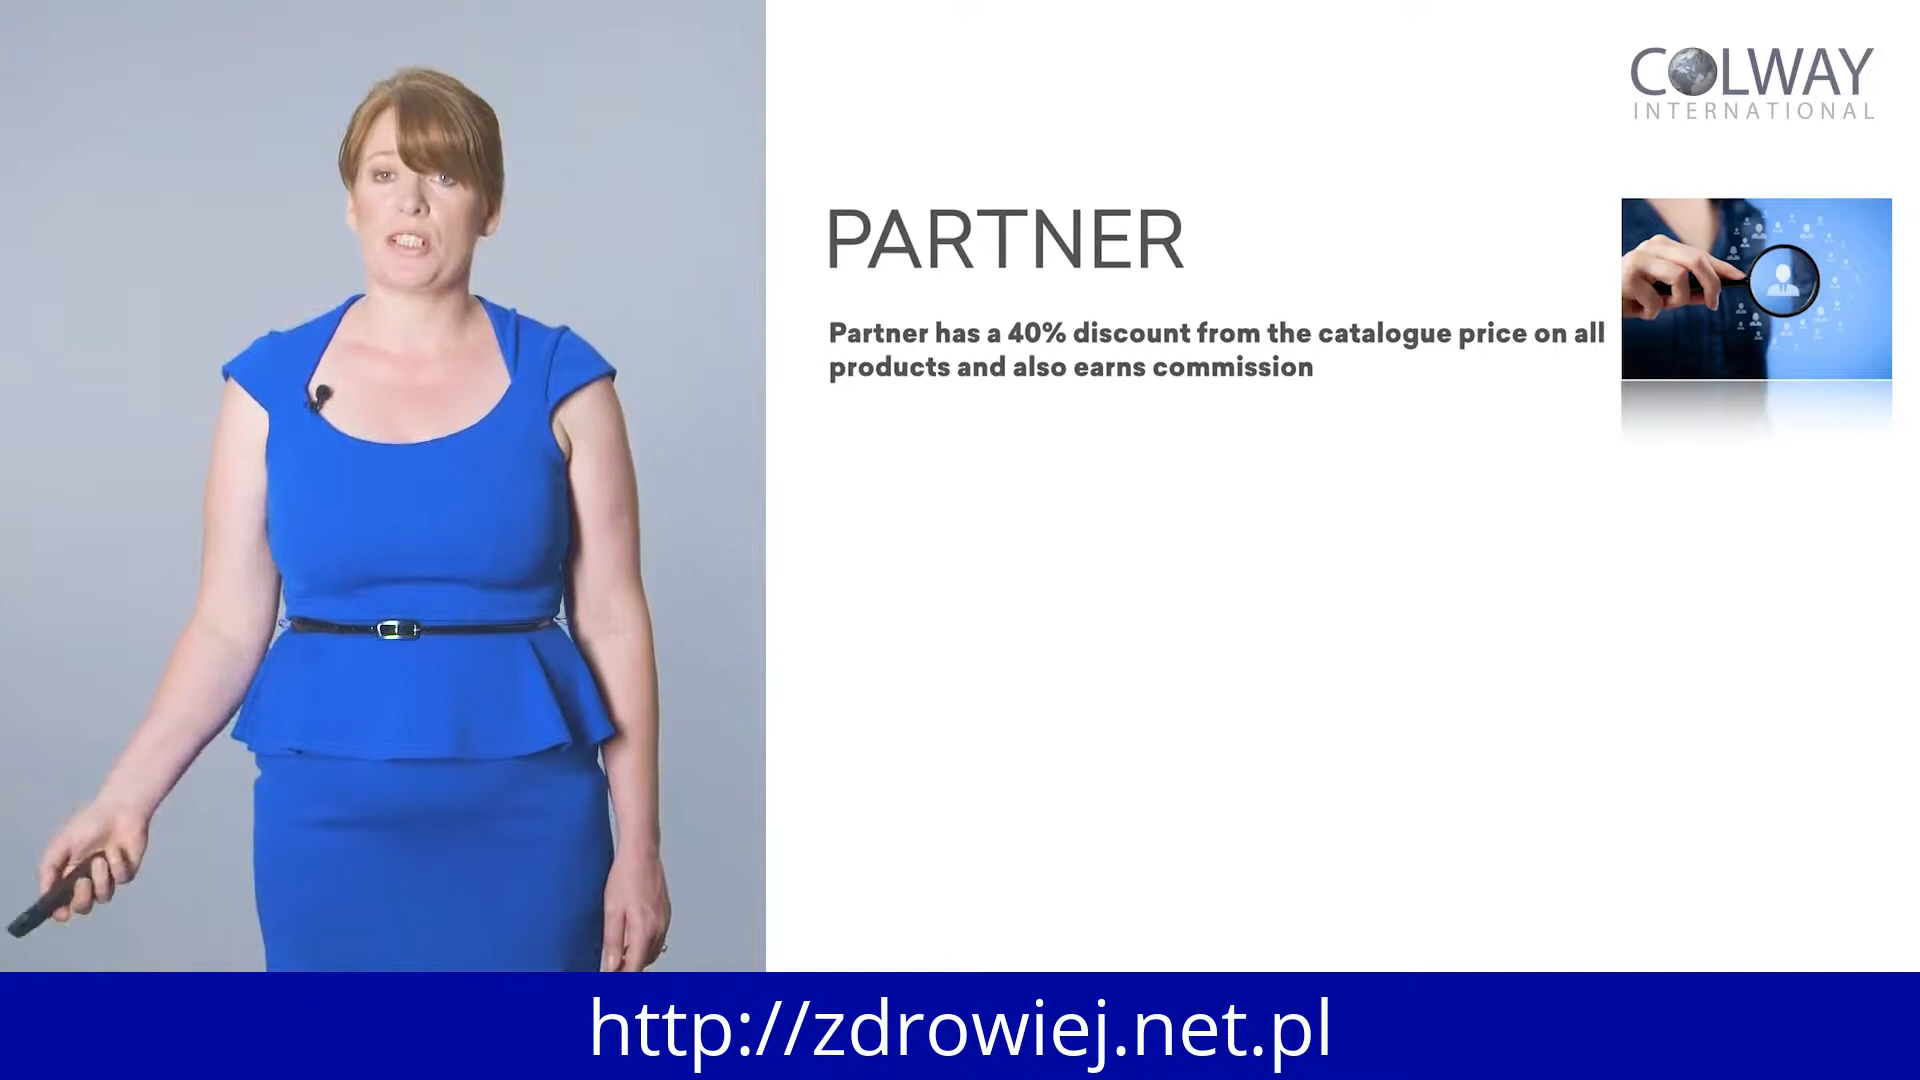 COLWAY
INTERNATIONAL
PARTNER
Partner has a 40% discount from the catalogue price on all
products and also earns commission
http://zdrowiej.net.pl